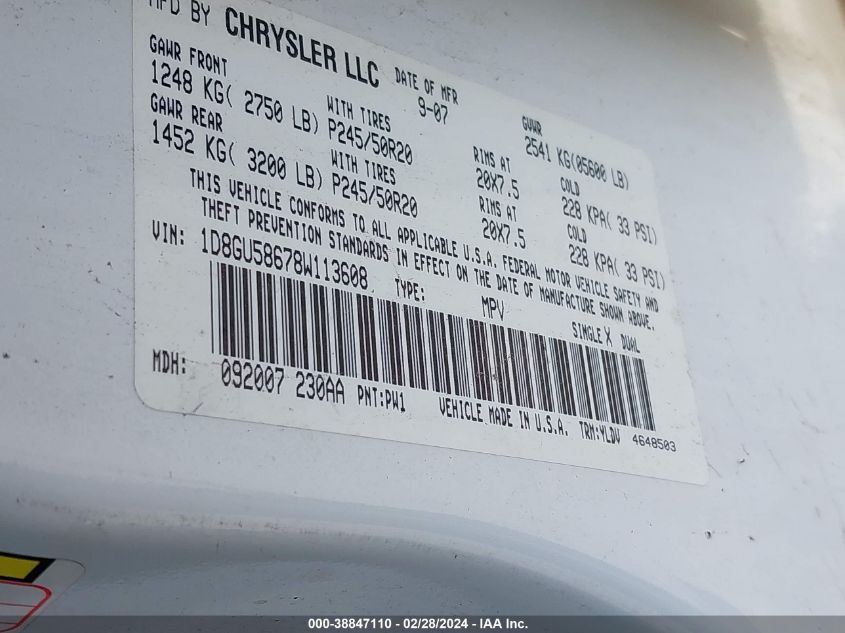 MFD BY CHRYSLER LLC DATE OF MFR 9-07 GVWR
GAWR FRONT WITH TIRES RIMS AT COLD 2541 KG(05600 LB)
1248 KG( 2750 LB) P245/50R20 20X7.5 228 KPA( 33 PSI)
GAWR REAR WITH TIRES RIMS AT COLD
1452 KG( 3200 LB) P245/50R20 20X7.5 228 KPA( 33 PSI)
THIS VEHICLE CONFORMS TO ALL APPLICABLE U.S.A. FEDERAL MOTOR VEHICLE SAFETY AND
THEFT PREVENTION STANDARDS IN EFFECT ON THE DATE OF MANUFACTURE SHOWN ABOVE.
VIN: 1D8GU58678W113608 TYPE: MPV SINGLE X DUAL
MDH: 092007 230AA PNT:PW1 VEHICLE MADE IN U.S.A. TRM:YLDV 4648503
000-38847110 - 02/28/2024 - IAA Inc.